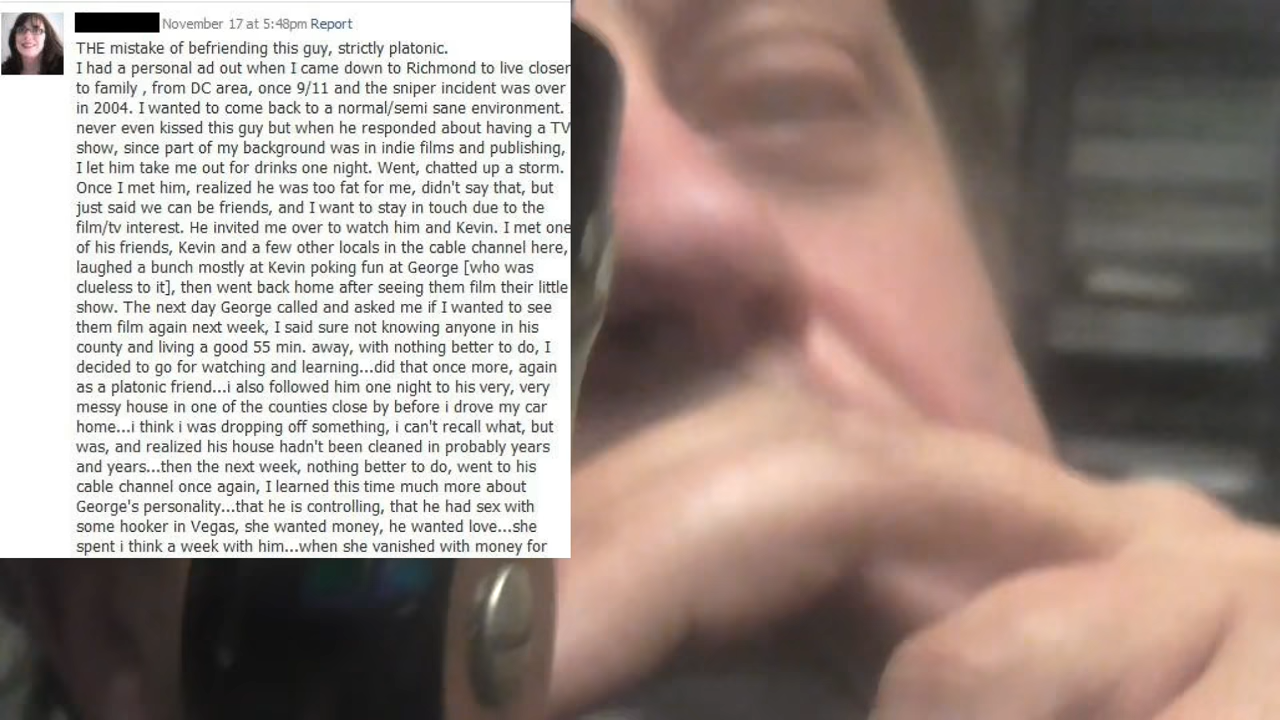 November 17 at 5:48pm Report
THE mistake of befriending this guy, strictly platonic.
I had a personal ad out when I came down to Richmond to live closer
to family , from DC area, once 9/11 and the sniper incident was over
in 2004. I wanted to come back to a normal/semi sane environment.
never even kissed this guy but when he responded about having a TV
show, since part of my background was in indie films and publishing,
I let him take me out for drinks one night. Went, chatted up a storm.
Once I met him, realized he was too fat for me, didn't say that, but
just said we can be friends, and I want to stay in touch due to the
film/tv interest. He invited me over to watch him and Kevin. I met one
of his friends, Kevin and a few other locals in the cable channel here,
laughed a bunch mostly at Kevin poking fun at George [who was
clueless to it], then went back home after seeing them film their little
show. The next day George called and asked me if I wanted to see
them film again next week, I said sure not knowing anyone in his
county and living a good 55 min. away, with nothing better to do, I
decided to go for watching and learning...did that once more, again
as a platonic friend...i also followed him one night to his very, very
messy house in one of the counties close by before i drove my car
home...i think i was dropping off something, i can't recall what, but
was, and realized his house hadn't been cleaned in probably years
and years...then the next week, nothing better to do, went to his
cable channel once again, I learned this time much more about
George's personality...that he is controlling, that he had sex with
some hooker in Vegas, she wanted money, he wanted love...she
spent i think a week with him...when she vanished with money for